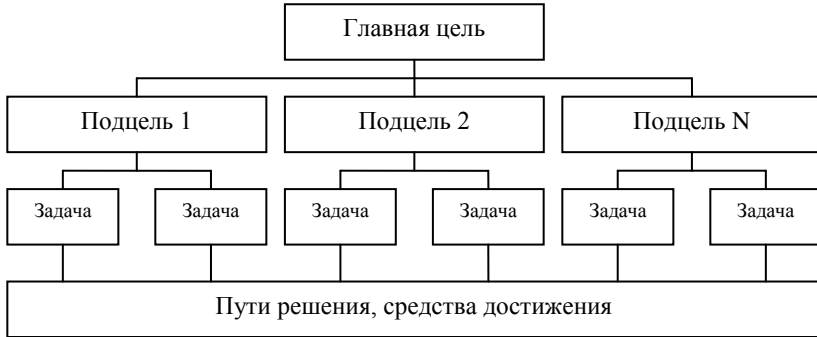 Главная цель
Подцель 1
Подцель 2
Подцель N
Задача
Задача
Задача
Задача
Задача
Задача
Пути решения, средства достижения